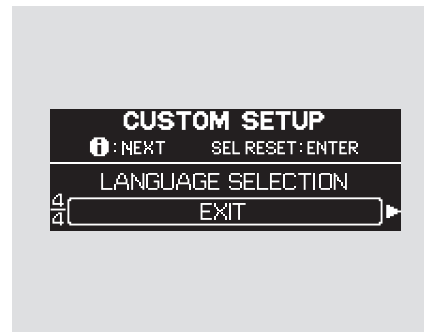 CUSTOM SETUP
i : NEXT SEL RESET : ENTER
LANGUAGE SELECTION
4/4 EXIT